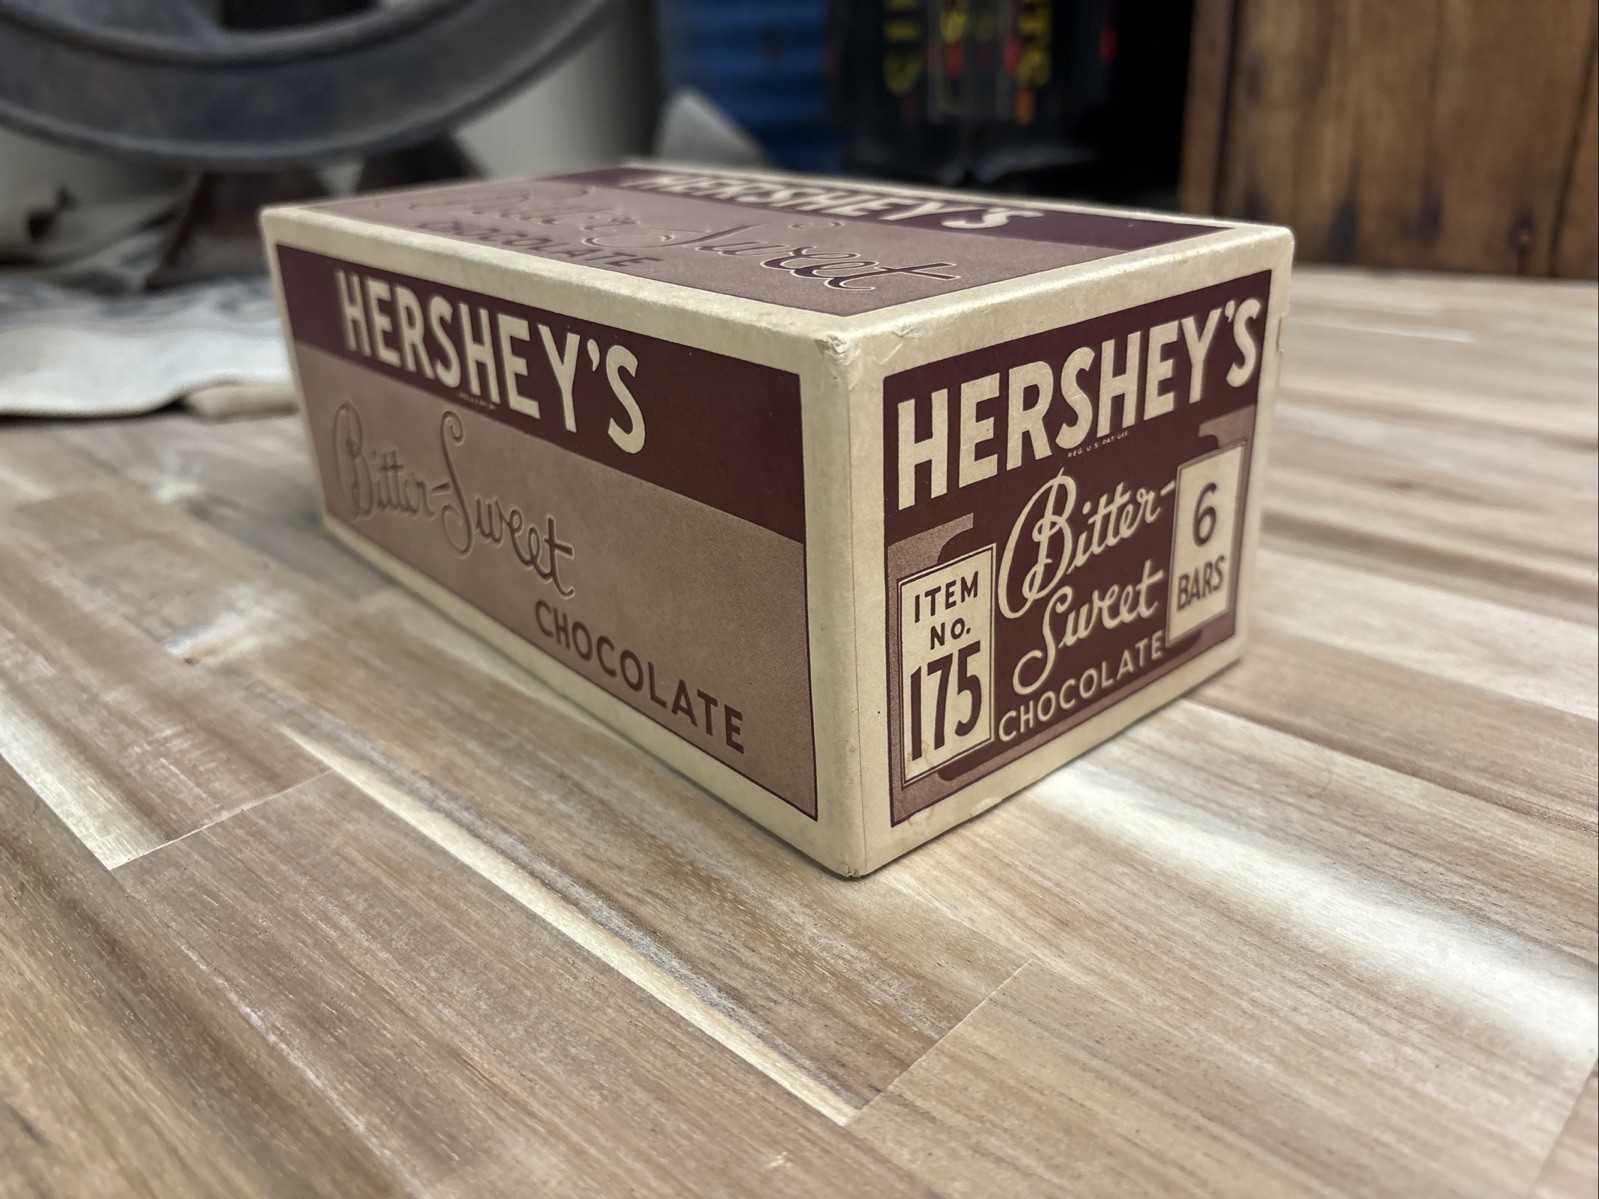 HERSHEY'S
Bitter-Sweet
CHOCOLATE
HERSHEY'S
Bitter-Sweet
CHOCOLATE
HERSHEY'S
REG. U.S. PAT. OFF.
Bitter-
Sweet
CHOCOLATE
ITEM
NO.
175
6
BARS